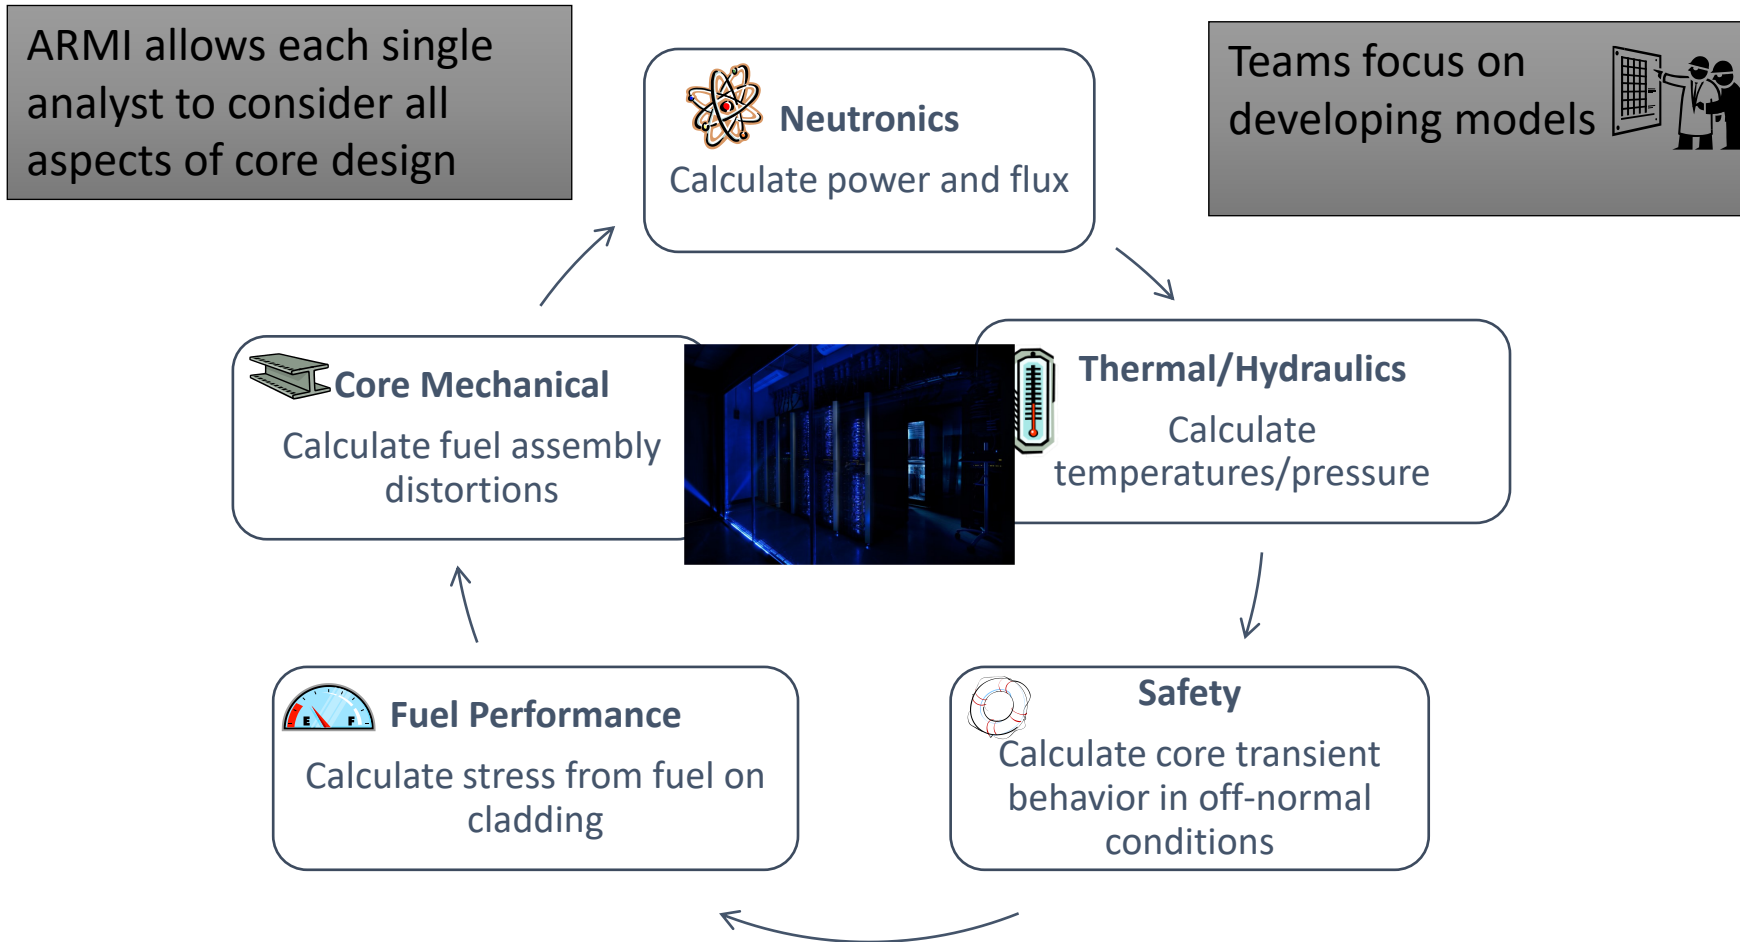 ARMI allows each single
analyst to consider all
aspects of core design
Teams focus on
developing models
Neutronics
Calculate power and flux
Thermal/Hydraulics
Calculate
temperatures/pressure
Safety
Calculate core transient
behavior in off-normal
conditions
Fuel Performance
E F
Calculate stress from fuel on
cladding
Core Mechanical
Calculate fuel assembly
distortions